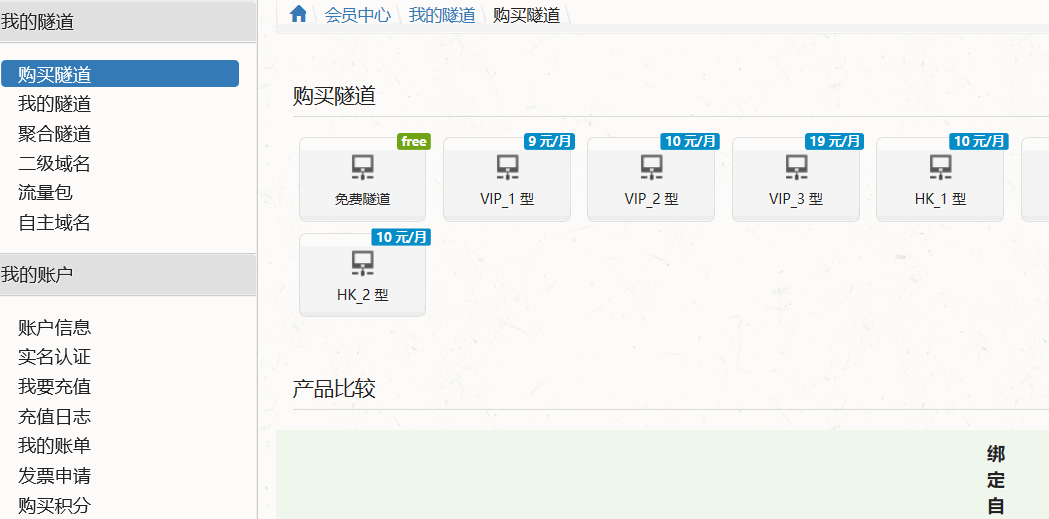 我的隧道
购买隧道
我的隧道
聚合隧道
二级域名
流量包
自主域名
我的账户
账户信息
实名认证
我要充值
充值日志
我的账单
发票申请
购买积分
会员中心 我的隧道 购买隧道
购买隧道
free
免费隧道
9 元/月
VIP_1 型
10 元/月
VIP_2 型
19 元/月
VIP_3 型
10 元/月
HK_1 型
10 元/月
HK_2 型
产品比较
绑
定
自